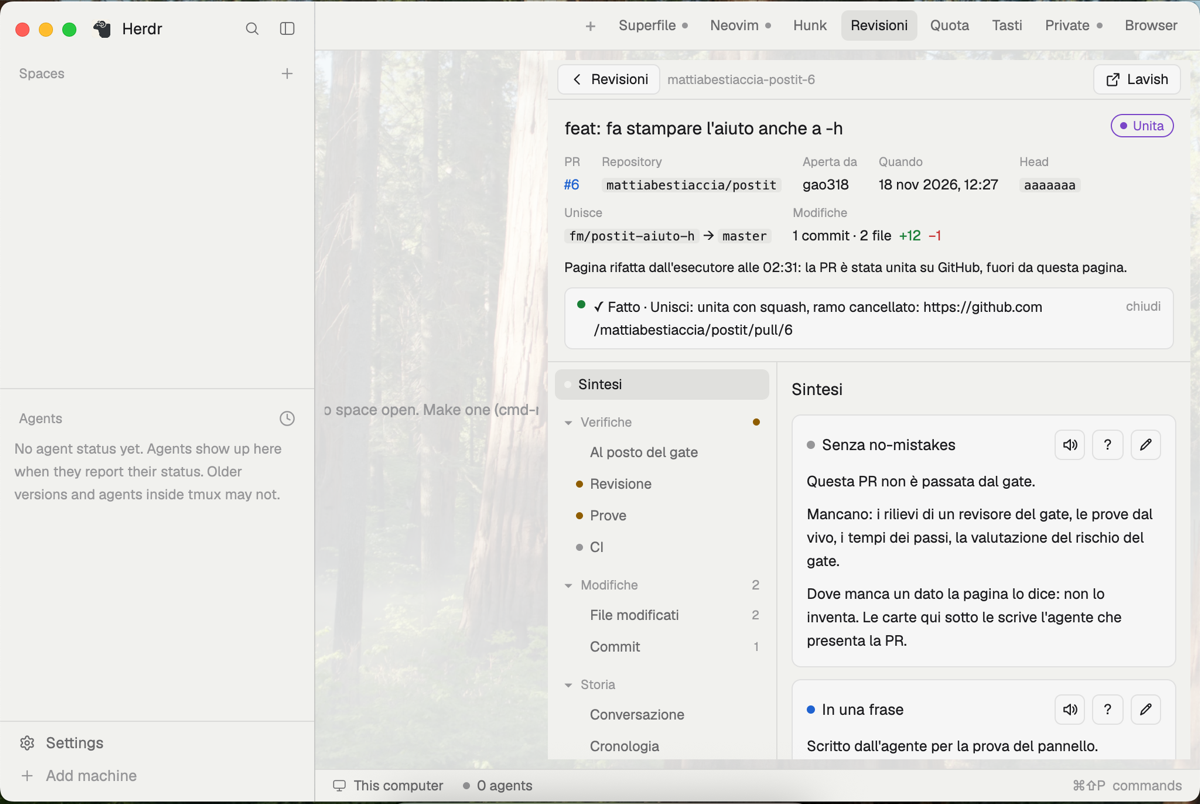 Herdr
Spaces
Agents
No agent status yet. Agents show up here
when they report their status. Older
versions and agents inside tmux may not.
Settings
Add machine
+ Superfile Neovim Hunk Revisioni Quota Tasti Private Browser
Revisioni mattiabestiaccia-postit-6 Lavish
feat: fa stampare l'aiuto anche a -h
Unita
PR Repository Aperta da Quando Head
#6 mattiabestiaccia/postit gao318 18 nov 2026, 12:27 aaaaaaa
Unisce Modifiche
fm/postit-aiuto-h → master 1 commit · 2 file +12 −1
Pagina rifatta dall'esecutore alle 02:31: la PR è stata unita su GitHub, fuori da questa pagina.
✓ Fatto · Unisci: unita con squash, ramo cancellato: https://github.com
/mattiabestiaccia/postit/pull/6
chiudi
o space open. Make one (cmd-
Sintesi
Verifiche
Al posto del gate
Revisione
Prove
CI
Modifiche 2
File modificati 2
Commit 1
Storia
Conversazione
Cronologia
Sintesi
Senza no-mistakes
?
Questa PR non è passata dal gate.
Mancano: i rilievi di un revisore del gate, le prove dal
vivo, i tempi dei passi, la valutazione del rischio del
gate.
Dove manca un dato la pagina lo dice: non lo
inventa. Le carte qui sotto le scrive l'agente che
presenta la PR.
In una frase
?
Scritto dall'agente per la prova del pannello.
This computer 0 agents
⌘⇧P commands